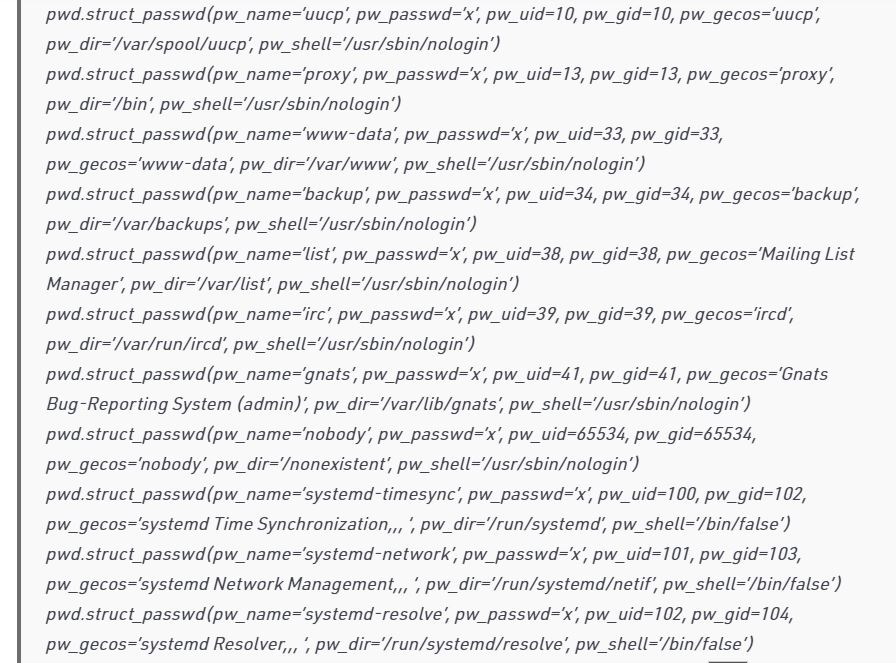 pwd.struct_passwd(pw_name=’uucp’, pw_passwd=’x’, pw_uid=10, pw_gid=10, pw_gecos=’uucp’,
pw_dir=’/var/spool/uucp’, pw_shell=’/usr/sbin/nologin’)
pwd.struct_passwd(pw_name=’proxy’, pw_passwd=’x’, pw_uid=13, pw_gid=13, pw_gecos=’proxy’,
pw_dir=’/bin’, pw_shell=’/usr/sbin/nologin’)
pwd.struct_passwd(pw_name=’www-data’, pw_passwd=’x’, pw_uid=33, pw_gid=33,
pw_gecos=’www-data’, pw_dir=’/var/www’, pw_shell=’/usr/sbin/nologin’)
pwd.struct_passwd(pw_name=’backup’, pw_passwd=’x’, pw_uid=34, pw_gid=34, pw_gecos=’backup’,
pw_dir=’/var/backups’, pw_shell=’/usr/sbin/nologin’)
pwd.struct_passwd(pw_name=’list’, pw_passwd=’x’, pw_uid=38, pw_gid=38, pw_gecos=’Mailing List
Manager’, pw_dir=’/var/list’, pw_shell=’/usr/sbin/nologin’)
pwd.struct_passwd(pw_name=’irc’, pw_passwd=’x’, pw_uid=39, pw_gid=39, pw_gecos=’ircd’,
pw_dir=’/var/run/ircd’, pw_shell=’/usr/sbin/nologin’)
pwd.struct_passwd(pw_name=’gnats’, pw_passwd=’x’, pw_uid=41, pw_gid=41, pw_gecos=’Gnats
Bug-Reporting System (admin)’, pw_dir=’/var/lib/gnats’, pw_shell=’/usr/sbin/nologin’)
pwd.struct_passwd(pw_name=’nobody’, pw_passwd=’x’, pw_uid=65534, pw_gid=65534,
pw_gecos=’nobody’, pw_dir=’/nonexistent’, pw_shell=’/usr/sbin/nologin’)
pwd.struct_passwd(pw_name=’systemd-timesync’, pw_passwd=’x’, pw_uid=100, pw_gid=102,
pw_gecos=’systemd Time Synchronization,,, ‘, pw_dir=’/run/systemd’, pw_shell=’/bin/false’)
pwd.struct_passwd(pw_name=’systemd-network’, pw_passwd=’x’, pw_uid=101, pw_gid=103,
pw_gecos=’systemd Network Management,,, ‘, pw_dir=’/run/systemd/netif’, pw_shell=’/bin/false’)
pwd.struct_passwd(pw_name=’systemd-resolve’, pw_passwd=’x’, pw_uid=102, pw_gid=104,
pw_gecos=’systemd Resolver,,, ‘, pw_dir=’/run/systemd/resolve’, pw_shell=’/bin/false’)